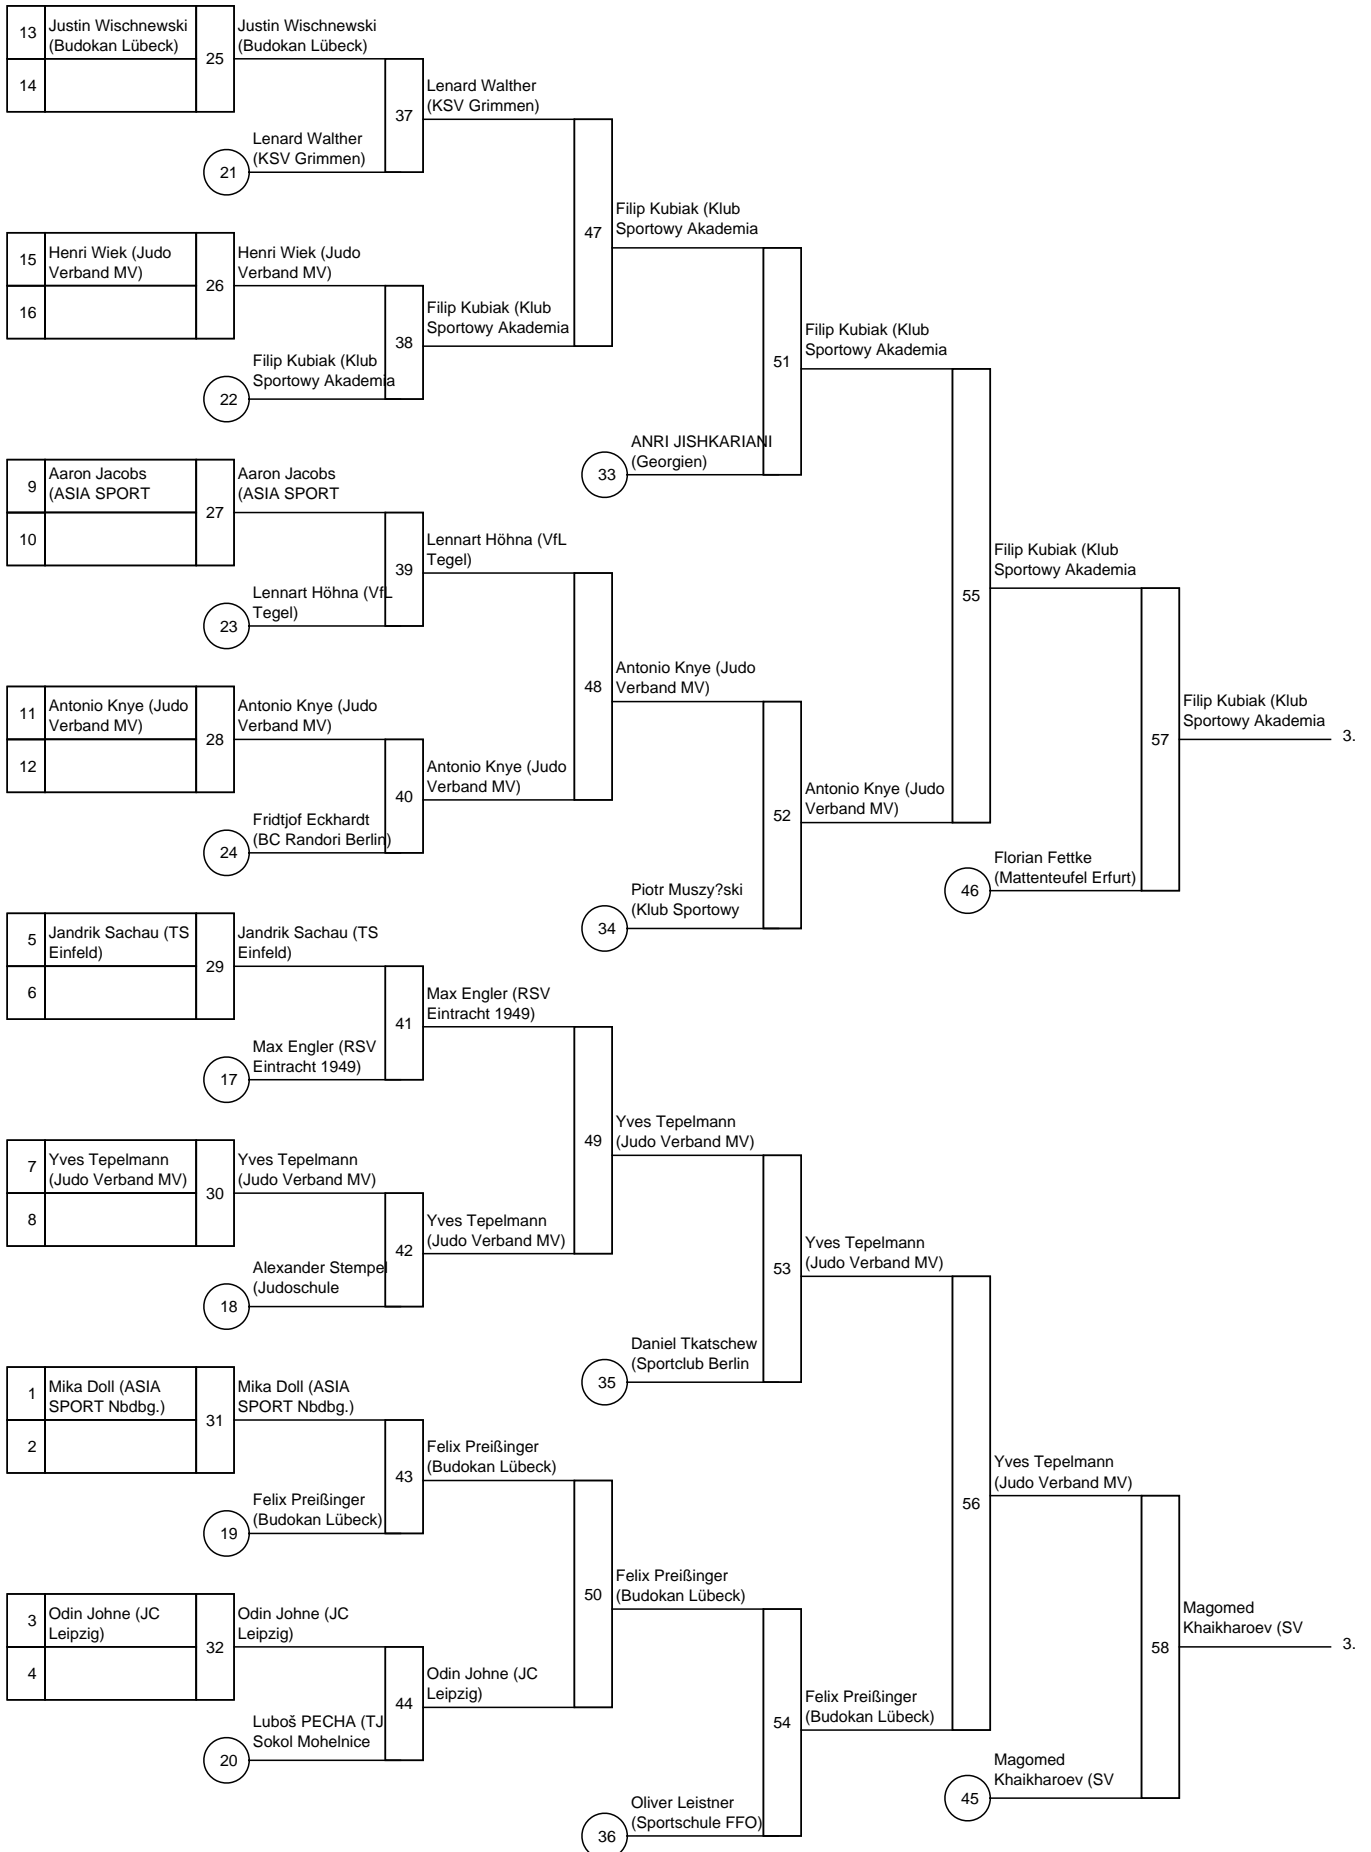 13
Justin Wischnewski
(Budokan Lübeck)
14
25
Justin Wischnewski
(Budokan Lübeck)
21
Lenard Walther
(KSV Grimmen)
37
Lenard Walther
(KSV Grimmen)
15
Henri Wiek (Judo
Verband MV)
16
26
Henri Wiek (Judo
Verband MV)
22
Filip Kubiak (Klub
Sportowy Akademia
38
Filip Kubiak (Klub
Sportowy Akademia
47
Filip Kubiak (Klub
Sportowy Akademia
33
ANRI JISHKARIANI
(Georgien)
51
Filip Kubiak (Klub
Sportowy Akademia
9
Aaron Jacobs
(ASIA SPORT
10
27
Aaron Jacobs
(ASIA SPORT
23
Lennart Höhna (VfL
Tegel)
39
Lennart Höhna (VfL
Tegel)
11
Antonio Knye (Judo
Verband MV)
12
28
Antonio Knye (Judo
Verband MV)
24
Fridtjof Eckhardt
(BC Randori Berlin)
40
Antonio Knye (Judo
Verband MV)
48
Antonio Knye (Judo
Verband MV)
34
Piotr Muszy?ski
(Klub Sportowy
52
Antonio Knye (Judo
Verband MV)
55
Filip Kubiak (Klub
Sportowy Akademia
46
Florian Fettke
(Mattenteufel Erfurt)
57
Filip Kubiak (Klub
Sportowy Akademia
3.
5
Jandrik Sachau (TS
Einfeld)
6
29
Jandrik Sachau (TS
Einfeld)
17
Max Engler (RSV
Eintracht 1949)
41
Max Engler (RSV
Eintracht 1949)
7
Yves Tepelmann
(Judo Verband MV)
8
30
Yves Tepelmann
(Judo Verband MV)
18
Alexander Stempel
(Judoschule
42
Yves Tepelmann
(Judo Verband MV)
49
Yves Tepelmann
(Judo Verband MV)
35
Daniel Tkatschew
(Sportclub Berlin
53
Yves Tepelmann
(Judo Verband MV)
1
Mika Doll (ASIA
SPORT Nbdbg.)
2
31
Mika Doll (ASIA
SPORT Nbdbg.)
19
Felix Preißinger
(Budokan Lübeck)
43
Felix Preißinger
(Budokan Lübeck)
3
Odin Johne (JC
Leipzig)
4
32
Odin Johne (JC
Leipzig)
20
Luboš PECHA (TJ
Sokol Mohelnice
44
Odin Johne (JC
Leipzig)
50
Felix Preißinger
(Budokan Lübeck)
36
Oliver Leistner
(Sportschule FFO)
54
Felix Preißinger
(Budokan Lübeck)
56
Yves Tepelmann
(Judo Verband MV)
45
Magomed
Khaikharoev (SV
58
Magomed
Khaikharoev (SV
3.